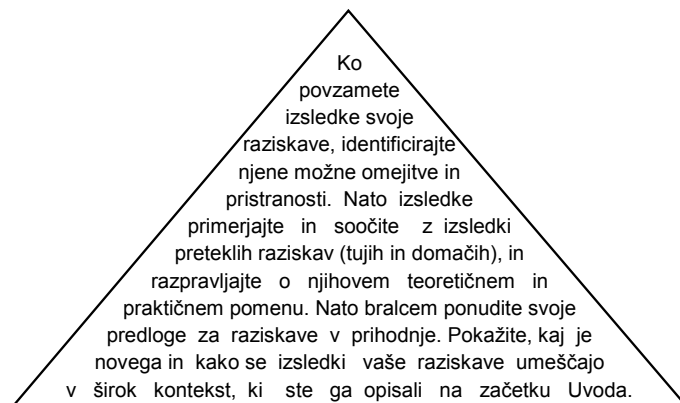 Ko
povzamete
izsledke svoje
raziskave, identificirajte
njene možne omejitve in
pristranosti. Nato izsledke
primerjajte in soočite z izsledki
preteklih raziskav (tujih in domačih), in
razpravljajte o njihovem teoretičnem in
praktičnem pomenu. Nato bralcem ponudite svoje
predloge za raziskave v prihodnje. Pokažite, kaj je
novega in kako se izsledki vaše raziskave umeščajo
v širok kontekst, ki ste ga opisali na začetku Uvoda.